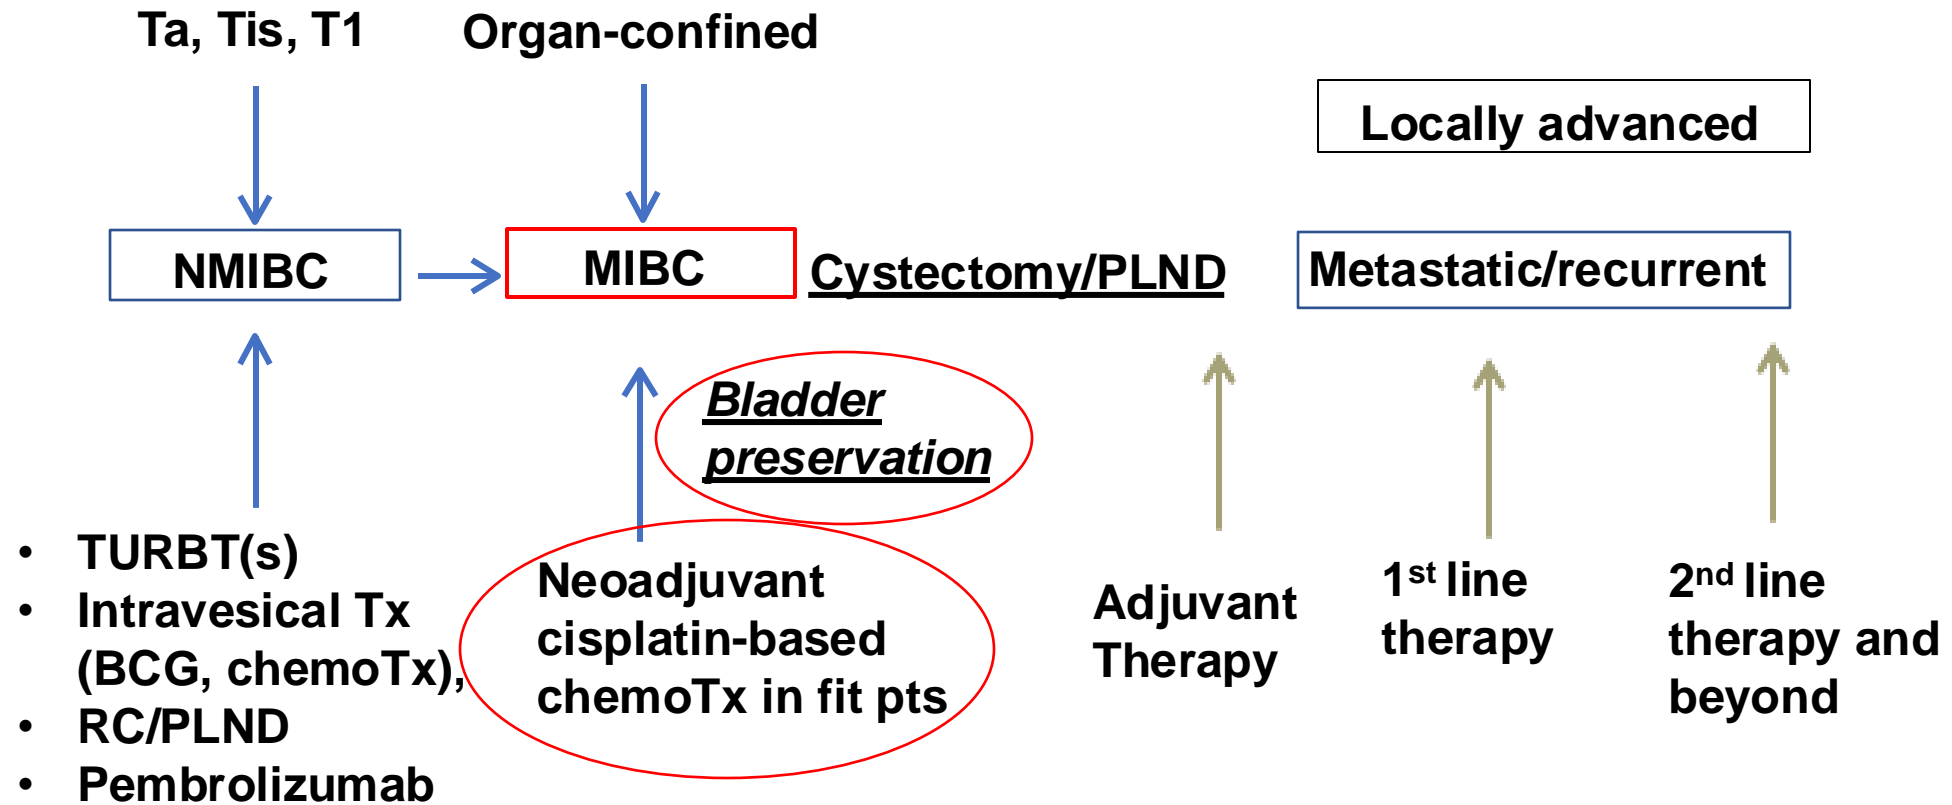 Ta, Tis, T1
Organ-confined
Locally advanced
NMIBC
MIBC
Cystectomy/PLND
Metastatic/recurrent
Bladder
preservation
• TURBT(s)
• Intravesical Tx
(BCG, chemoTx),
• RC/PLND
• Pembrolizumab
Neoadjuvant
cisplatin-based
chemoTx in fit pts
Adjuvant
Therapy
1st line
therapy
2nd line
therapy and
beyond